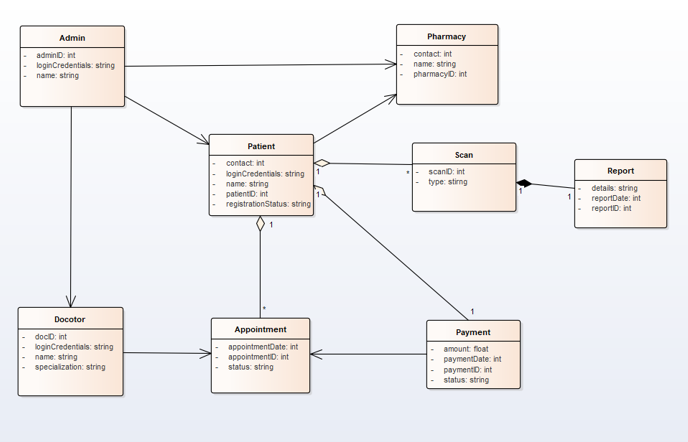 Admin
- adminID: int
- loginCredentials: string
- name: string
Pharmacy
- contact: int
- name: string
- pharmacyID: int
Patient
- contact: int
- loginCredentials: string
- name: string
- patientID: int
- registrationStatus: string
Scan
- scanID: int
- type: stirng
Report
- details: string
- reportDate: int
- reportID: int
1
*
1
1
1
1
*
1
Docotor
- docID: int
- loginCredentials: string
- name: string
- specialization: string
Appointment
- appointmentDate: int
- appointmentID: int
- status: string
Payment
- amount: float
- paymentDate: int
- paymentID: int
- status: string